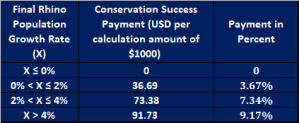 Final Rhino Population Growth Rate (X) | Conservation Success Payment (USD per calculation amount of $1000) | Payment in Percent
X ≤ 0% | 0 | 0
0% < X ≤ 2% | 36.69 | 3.67%
2% < X ≤ 4% | 73.38 | 7.34%
X > 4% | 91.73 | 9.17%